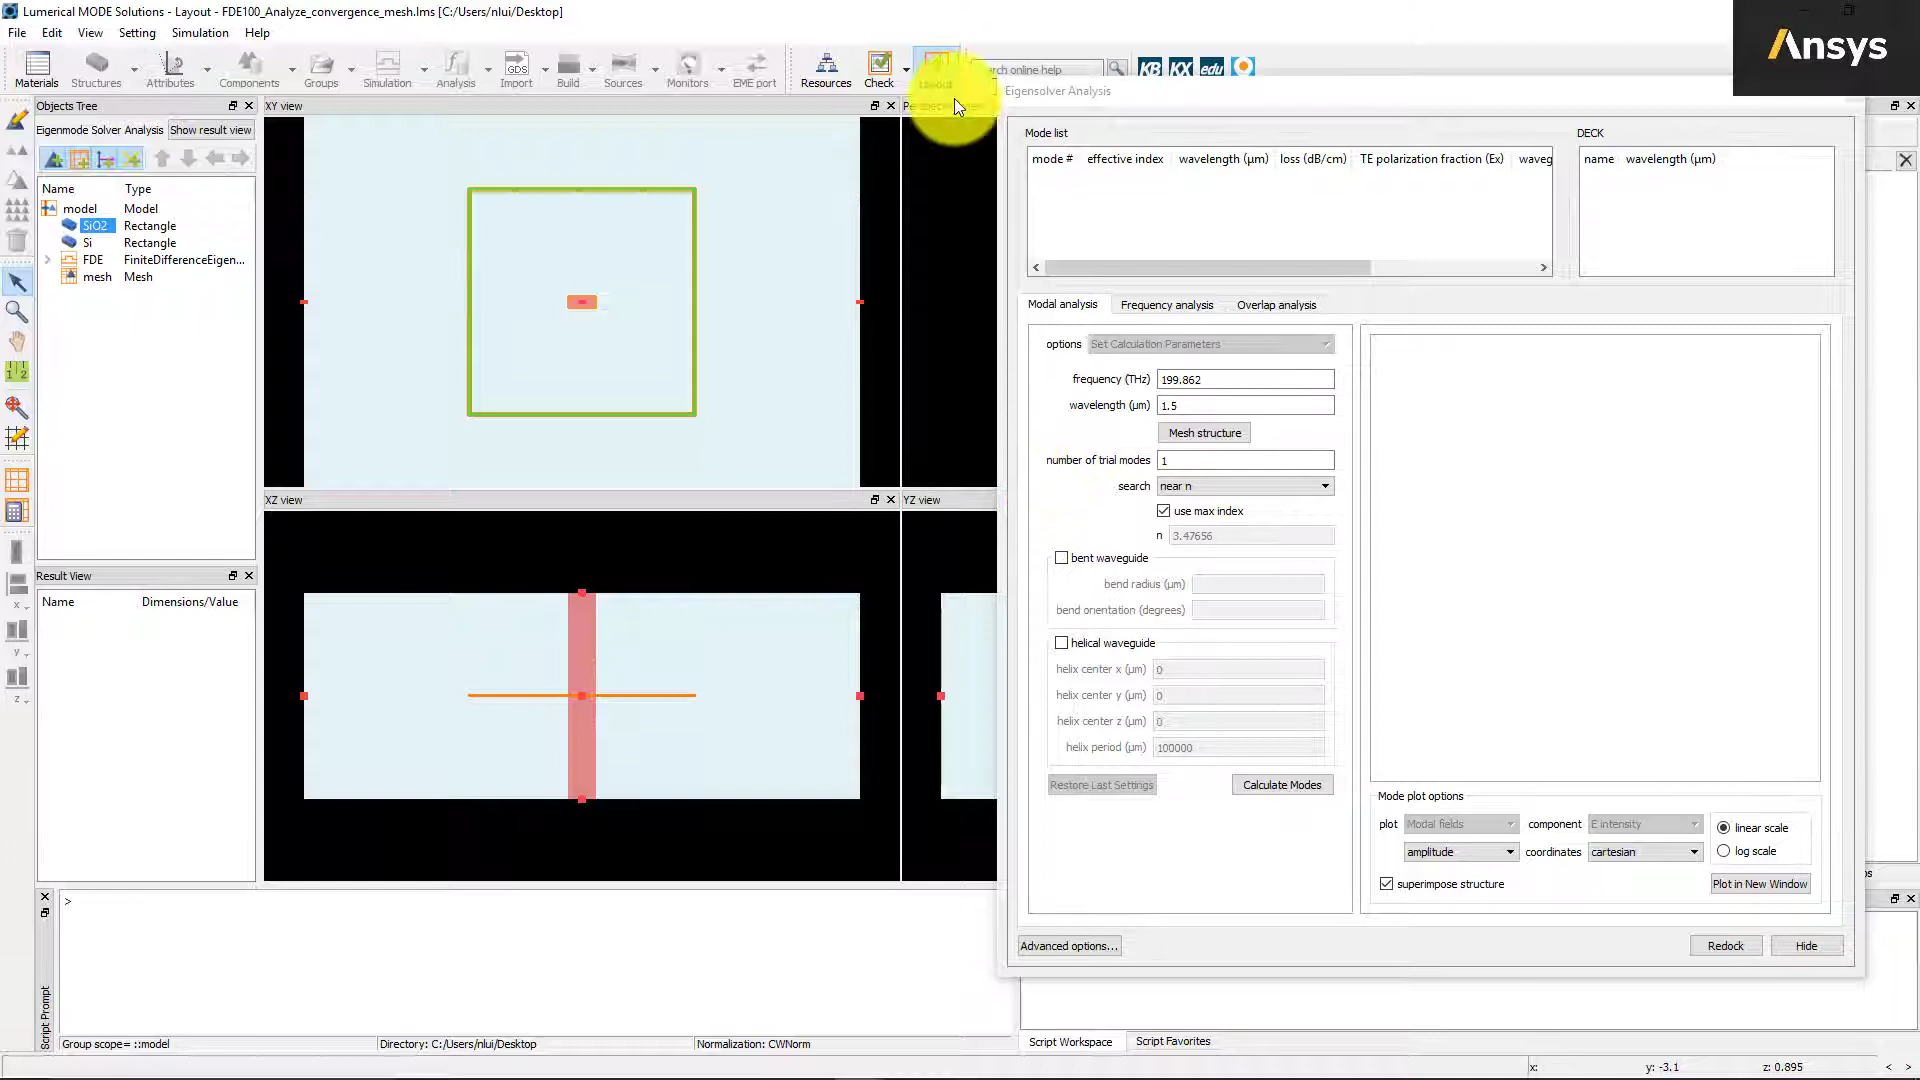 Lumerical MODE Solutions - Layout - FDE100_Analyze_convergence_mesh.lms [C:/Users/nlui/Desktop]
File Edit View Setting Simulation Help
Materials Structures Attributes Components Groups Simulation Analysis Import Build Sources Monitors EME port Resources Check Layout
GDS
arch online help
KB KX edu
Ansys
Objects Tree
XY view
Eigensolver Analysis
Eigenmode Solver Analysis Show result view
Name Type
model Model
SiO2 Rectangle
Si Rectangle
FDE FiniteDifferenceEigen...
mesh Mesh
Result View
Name Dimensions/Value
XZ view
YZ view
Mode list
mode # effective index wavelength (µm) loss (dB/cm) TE polarization fraction (Ex) waveg
DECK
name wavelength (µm)
Modal analysis Frequency analysis Overlap analysis
options Set Calculation Parameters
frequency (THz) 199.862
wavelength (µm) 1.5
Mesh structure
number of trial modes 1
search near n
use max index
n 3.47656
bent waveguide
bend radius (µm)
bend orientation (degrees)
helical waveguide
helix center x (µm) 0
helix center y (µm) 0
helix center z (µm) 0
helix period (µm) 100000
Restore Last Settings Calculate Modes
Mode plot options
plot Modal fields component E intensity linear scale
amplitude coordinates cartesian log scale
superimpose structure Plot in New Window
Advanced options... Redock Hide
>
Script Prompt
Group scope= ::model Directory: C:/Users/nlui/Desktop Normalization: CWNorm
Script Workspace Script Favorites
x: y: -3.1 z: 0.895